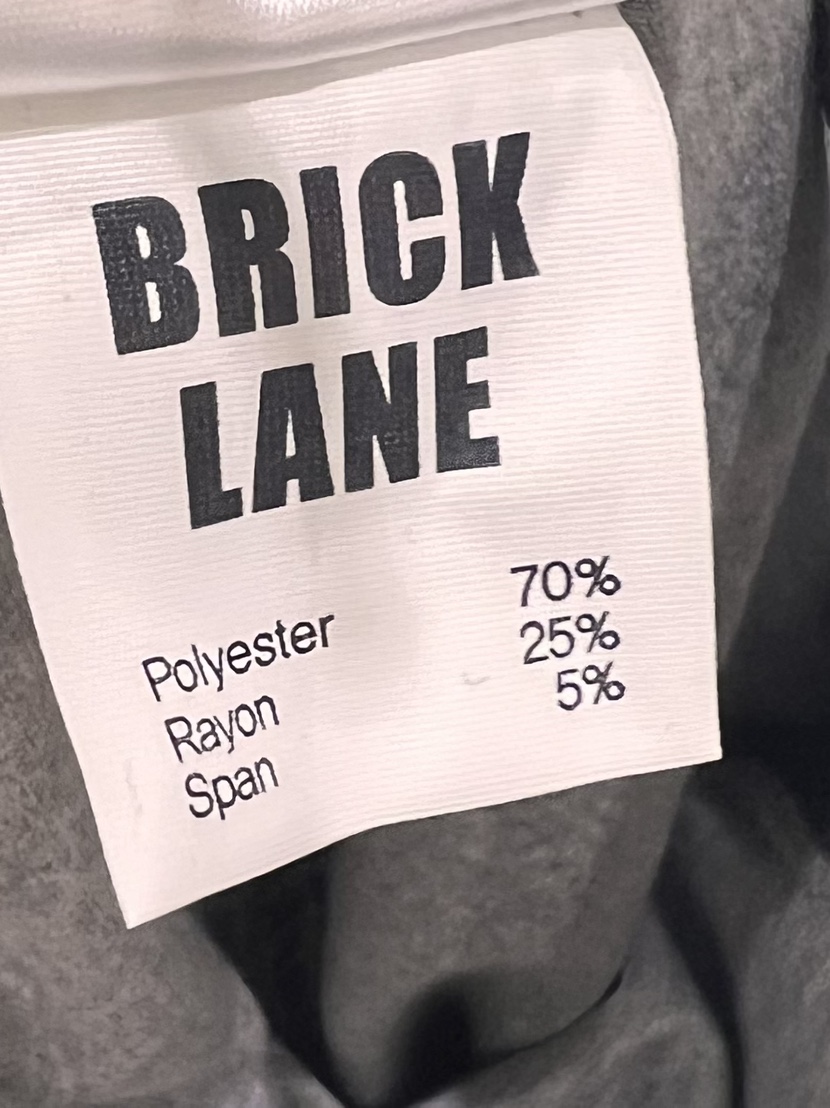 BRICK
LANE
Polyester 70%
Rayon 25%
Span 5%